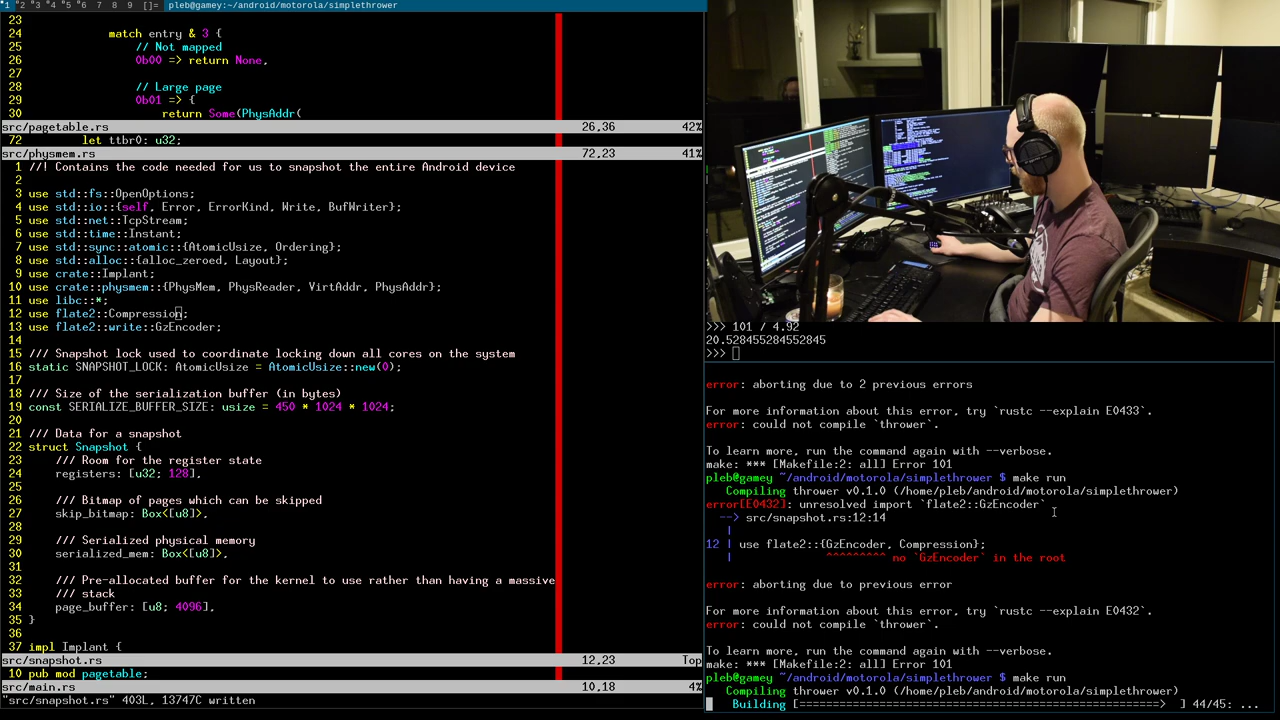 1 2 3 4 5 6 7 8 9 []= pleb@gamey:~/android/motorola/simplethrower
23
24             match entry & 3 {
25                 // Not mapped
26                 0b00 => return None,
27
28                 // Large page
29                 0b01 => {
30                     return Some(PhysAddr(
src/pagetable.rs 26,36 42%
72         let ttbr0: u32;
src/physmem.rs 72,23 41%
1 //! Contains the code needed for us to snapshot the entire Android device
2
3 use std::fs::OpenOptions;
4 use std::io::{self, Error, ErrorKind, Write, BufWriter};
5 use std::net::TcpStream;
6 use std::time::Instant;
7 use std::sync::atomic::{AtomicUsize, Ordering};
8 use std::alloc::{alloc_zeroed, Layout};
9 use crate::Implant;
10 use crate::physmem::{PhysMem, PhysReader, VirtAddr, PhysAddr};
11 use libc::*;
12 use flate2::Compression;
13 use flate2::write::GzEncoder;
14
15 /// Snapshot lock used to coordinate locking down all cores on the system
16 static SNAPSHOT_LOCK: AtomicUsize = AtomicUsize::new(0);
17
18 /// Size of the serialization buffer (in bytes)
19 const SERIALIZE_BUFFER_SIZE: usize = 450 * 1024 * 1024;
20
21 /// Data for a snapshot
22 struct Snapshot {
23     /// Room for the register state
24     registers: [u32; 128],
25
26     /// Bitmap of pages which can be skipped
27     skip_bitmap: Box<[u8]>,
28
29     /// Serialized physical memory
30     serialized_mem: Box<[u8]>,
31
32     /// Pre-allocated buffer for the kernel to use rather than having a massive
33     /// stack
34     page_buffer: [u8; 4096],
35 }
36
37 impl Implant {
src/snapshot.rs 12,23 Top
10 pub mod pagetable;
src/main.rs 10,18 4%
"src/snapshot.rs" 403L, 13747C written
>>> 101 / 4.92
20.528455284552845
>>>
error: aborting due to 2 previous errors
For more information about this error, try `rustc --explain E0433`.
error: could not compile `thrower`.
To learn more, run the command again with --verbose.
make: *** [Makefile:2: all] Error 101
pleb@gamey ~/android/motorola/simplethrower $ make run
   Compiling thrower v0.1.0 (/home/pleb/android/motorola/simplethrower)
error[E0432]: unresolved import `flate2::GzEncoder`
  --> src/snapshot.rs:12:14
   |
12 | use flate2::{GzEncoder, Compression};
   |              ^^^^^^^^^ no `GzEncoder` in the root
error: aborting due to previous error
For more information about this error, try `rustc --explain E0432`.
error: could not compile `thrower`.
To learn more, run the command again with --verbose.
make: *** [Makefile:2: all] Error 101
pleb@gamey ~/android/motorola/simplethrower $ make run
   Compiling thrower v0.1.0 (/home/pleb/android/motorola/simplethrower)
    Building [======================================================> ] 44/45: ...